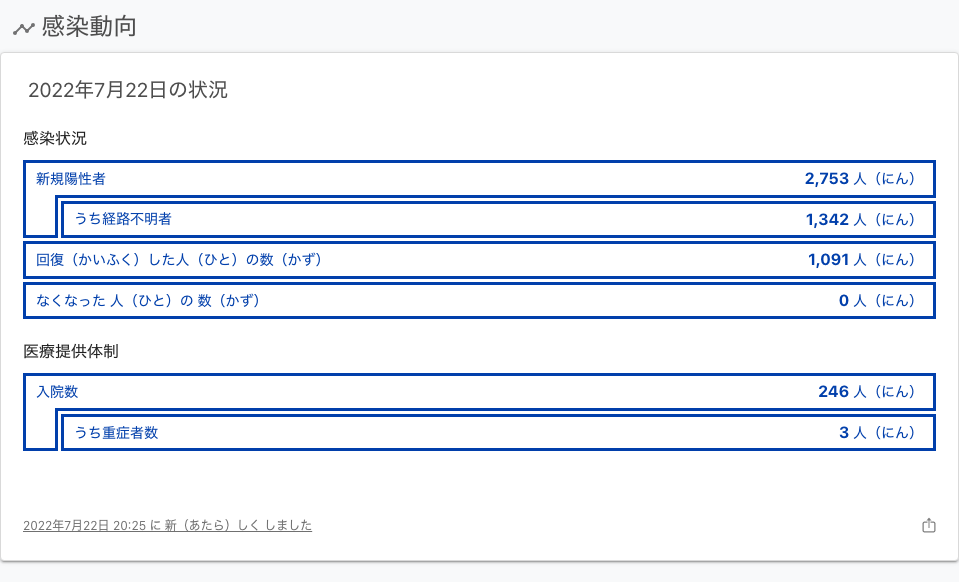 感染動向
2022年7月22日の状況
感染状況
新規陽性者 2,753 人（にん）
うち経路不明者 1,342 人（にん）
回復（かいふく）した人（ひと）の数（かず） 1,091 人（にん）
なくなった 人（ひと）の 数（かず） 0 人（にん）
医療提供体制
入院数 246 人（にん）
うち重症者数 3 人（にん）
2022年7月22日 20:25 に 新（あたら）しく しました